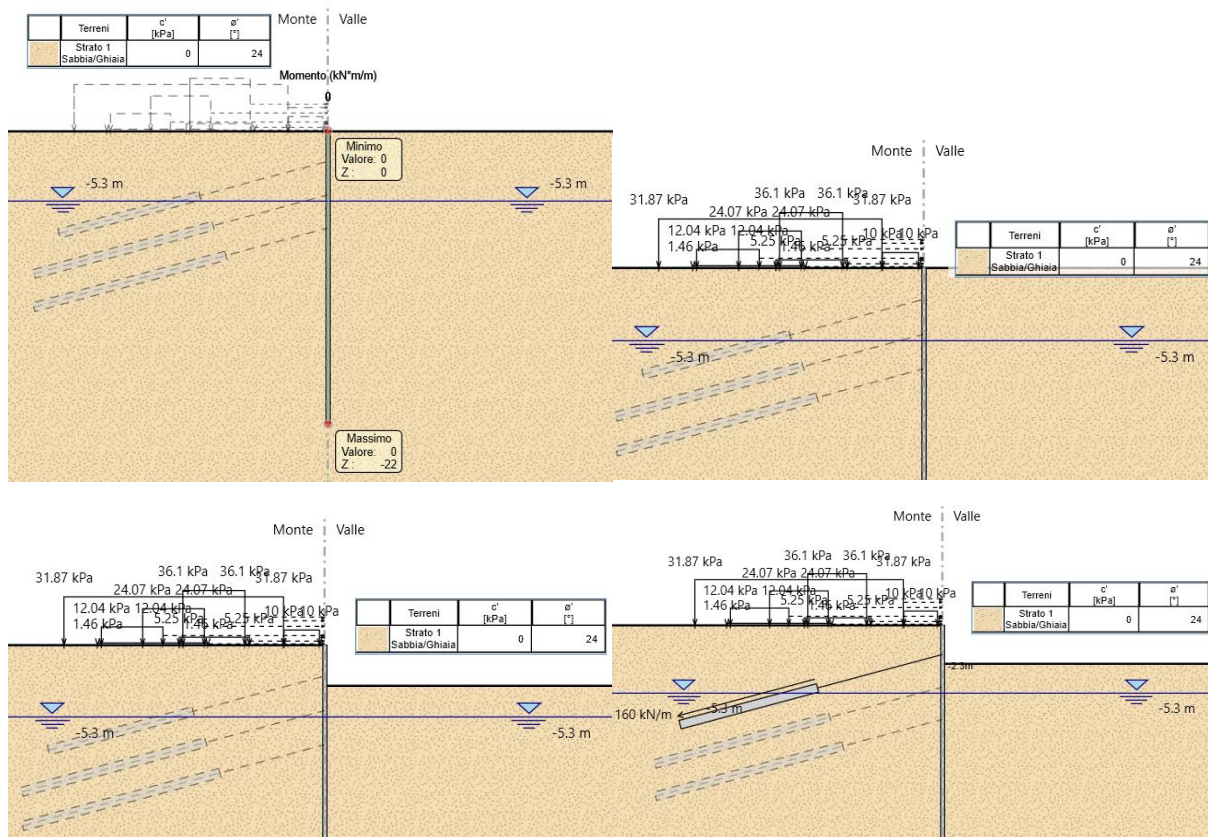 Monte Valle
Terreni c' [kPa] ø' [°]
Strato 1 Sabbia/Ghiaia 0 24
Momento (kN*m/m)
0
Minimo
Valore: 0
Z : 0
-5.3 m -5.3 m
Massimo
Valore: 0
Z : -22
Monte Valle
36.1 kPa 36.1 kPa
31.87 kPa 31.87 kPa
24.07 kPa 24.07 kPa
12.04 kPa 12.04 kPa 10 kPa 10 kPa
5.25 kPa 5.25 kPa
1.46 kPa 1.46 kPa
Terreni c' [kPa] ø' [°]
Strato 1 Sabbia/Ghiaia 0 24
-5.3 m -5.3 m
Monte Valle
36.1 kPa 36.1 kPa
31.87 kPa 31.87 kPa
24.07 kPa 24.07 kPa
12.04 kPa 12.04 kPa 10 kPa 10 kPa
5.25 kPa 5.25 kPa
1.46 kPa 1.46 kPa
Terreni c' [kPa] ø' [°]
Strato 1 Sabbia/Ghiaia 0 24
-5.3 m -5.3 m
Monte Valle
36.1 kPa 36.1 kPa
31.87 kPa 31.87 kPa
24.07 kPa 24.07 kPa
12.04 kPa 12.04 kPa 10 kPa 10 kPa
5.25 kPa 5.25 kPa
1.46 kPa 1.46 kPa
Terreni c' [kPa] ø' [°]
Strato 1 Sabbia/Ghiaia 0 24
-2.3m
160 kN/m -5.3 m -5.3 m